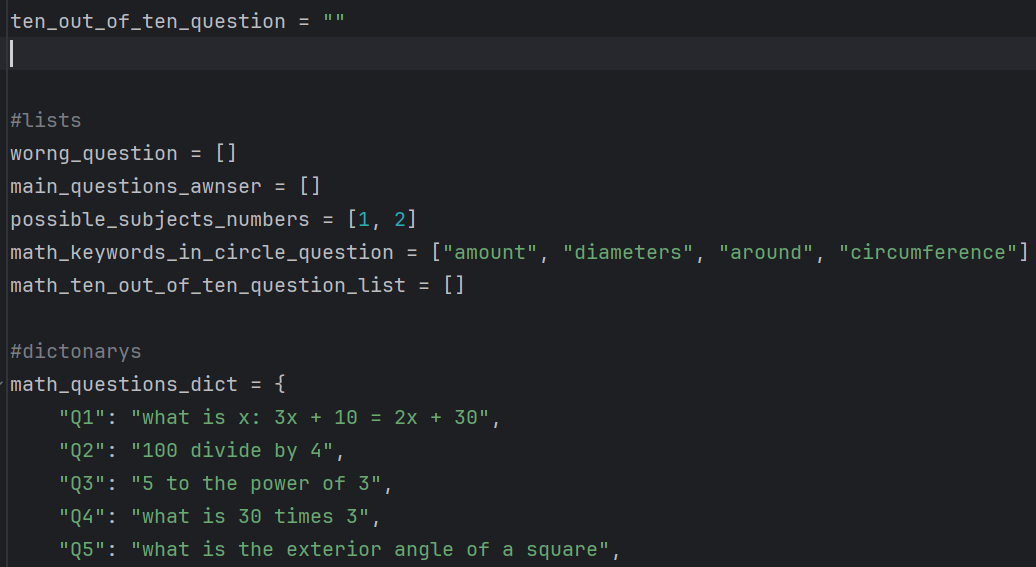 ten_out_of_ten_question = ""
#lists
worng_question = []
main_questions_awnser = []
possible_subjects_numbers = [1, 2]
math_keywords_in_circle_question = ["amount", "diameters", "around", "circumference"]
math_ten_out_of_ten_question_list = []
#dictonarys
math_questions_dict = {
    "Q1": "what is x: 3x + 10 = 2x + 30",
    "Q2": "100 divide by 4",
    "Q3": "5 to the power of 3",
    "Q4": "what is 30 times 3",
    "Q5": "what is the exterior angle of a square",